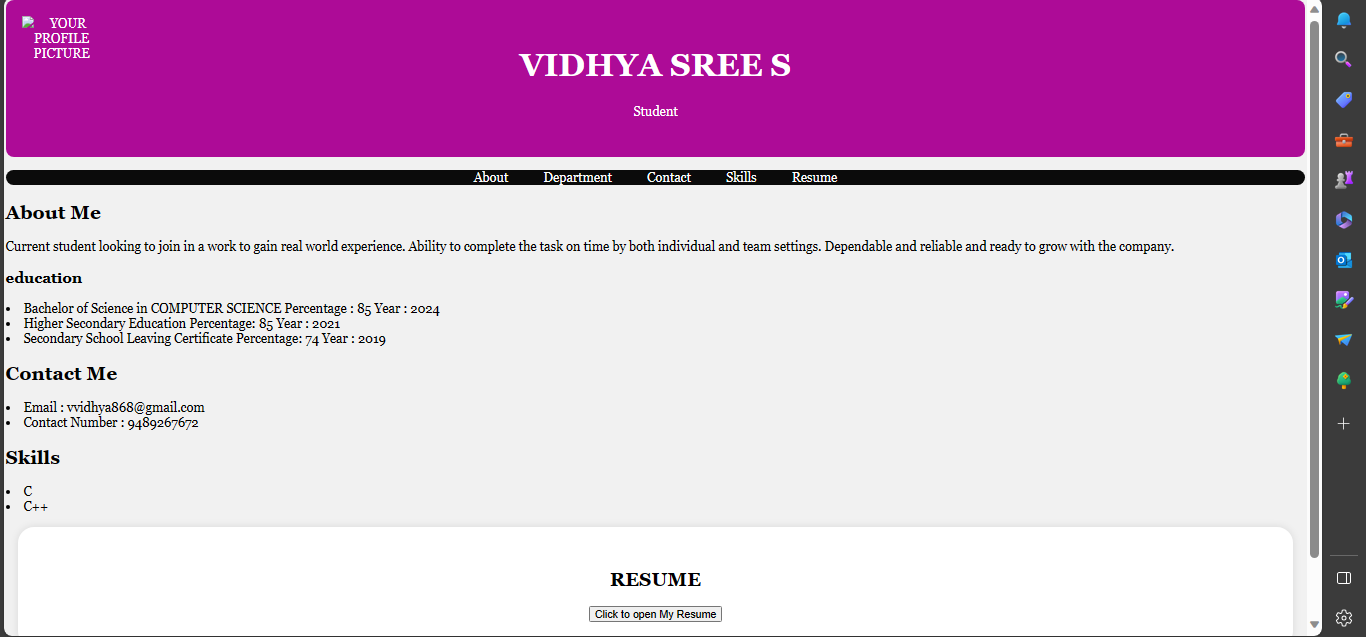 YOUR
PROFILE
PICTURE
VIDHYA SREE S
Student
About Department Contact Skills Resume
About Me
Current student looking to join in a work to gain real world experience. Ability to complete the task on time by both individual and team settings. Dependable and reliable and ready to grow with the company.
education
• Bachelor of Science in COMPUTER SCIENCE Percentage : 85 Year : 2024
• Higher Secondary Education Percentage: 85 Year : 2021
• Secondary School Leaving Certificate Percentage: 74 Year : 2019
Contact Me
• Email : vvidhya868@gmail.com
• Contact Number : 9489267672
Skills
• C
• C++
RESUME
Click to open My Resume